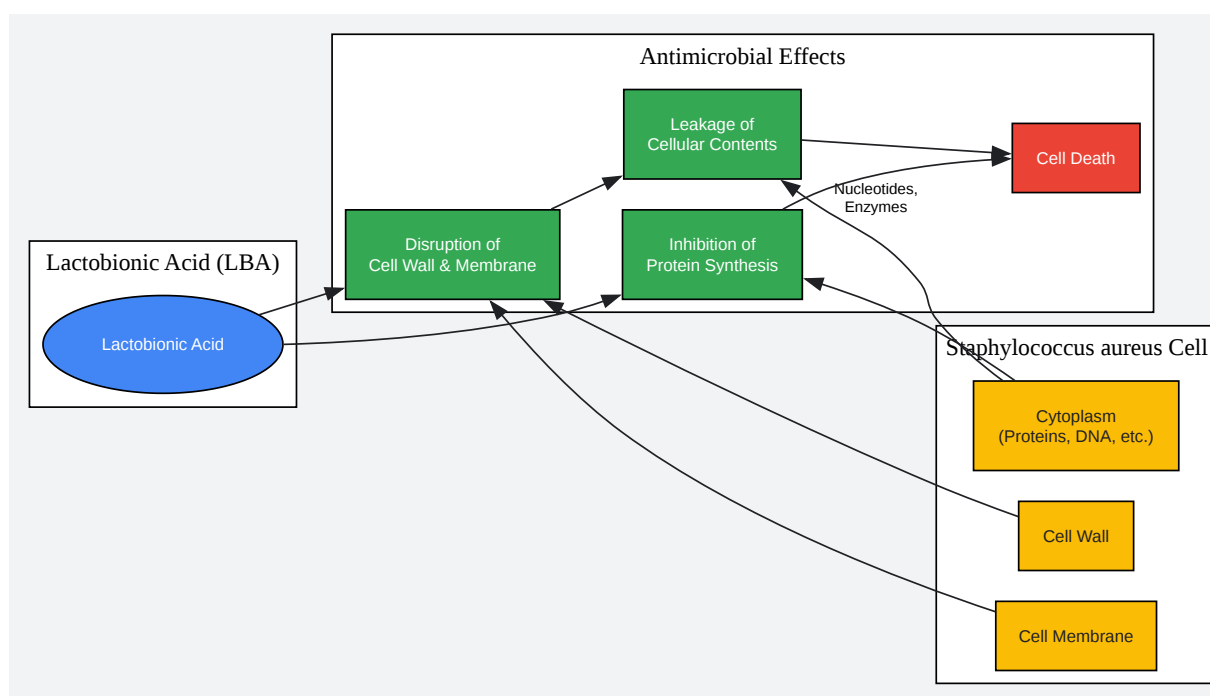 Antimicrobial Effects
Leakage of
Cellular Contents
Cell Death
Nucleotides,
Enzymes
Disruption of
Cell Wall & Membrane
Inhibition of
Protein Synthesis
Lactobionic Acid (LBA)
Lactobionic Acid
Staphylococcus aureus Cell
Cytoplasm
(Proteins, DNA, etc.)
Cell Wall
Cell Membrane